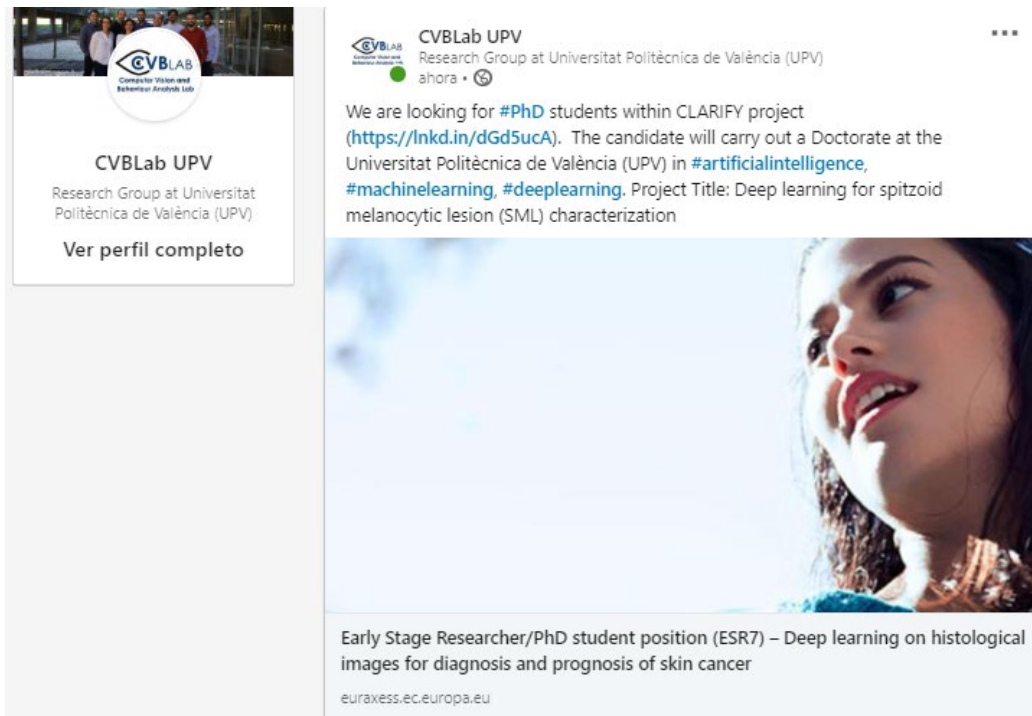 CVBLAB
Computer Vision and
Behaviour Analysis Lab
CVBLab UPV
Research Group at Universitat
Politècnica de València (UPV)
Ver perfil completo
CVBLAB
CVBLab UPV
Research Group at Universitat Politècnica de València (UPV)
ahora •
We are looking for #PhD students within CLARIFY project
(https://lnkd.in/dGd5ucA). The candidate will carry out a Doctorate at the
Universitat Politècnica de València (UPV) in #artificialintelligence,
#machinelearning, #deeplearning. Project Title: Deep learning for spitzoid
melanocytic lesion (SML) characterization
Early Stage Researcher/PhD student position (ESR7) – Deep learning on histological
images for diagnosis and prognosis of skin cancer
euraxess.ec.europa.eu